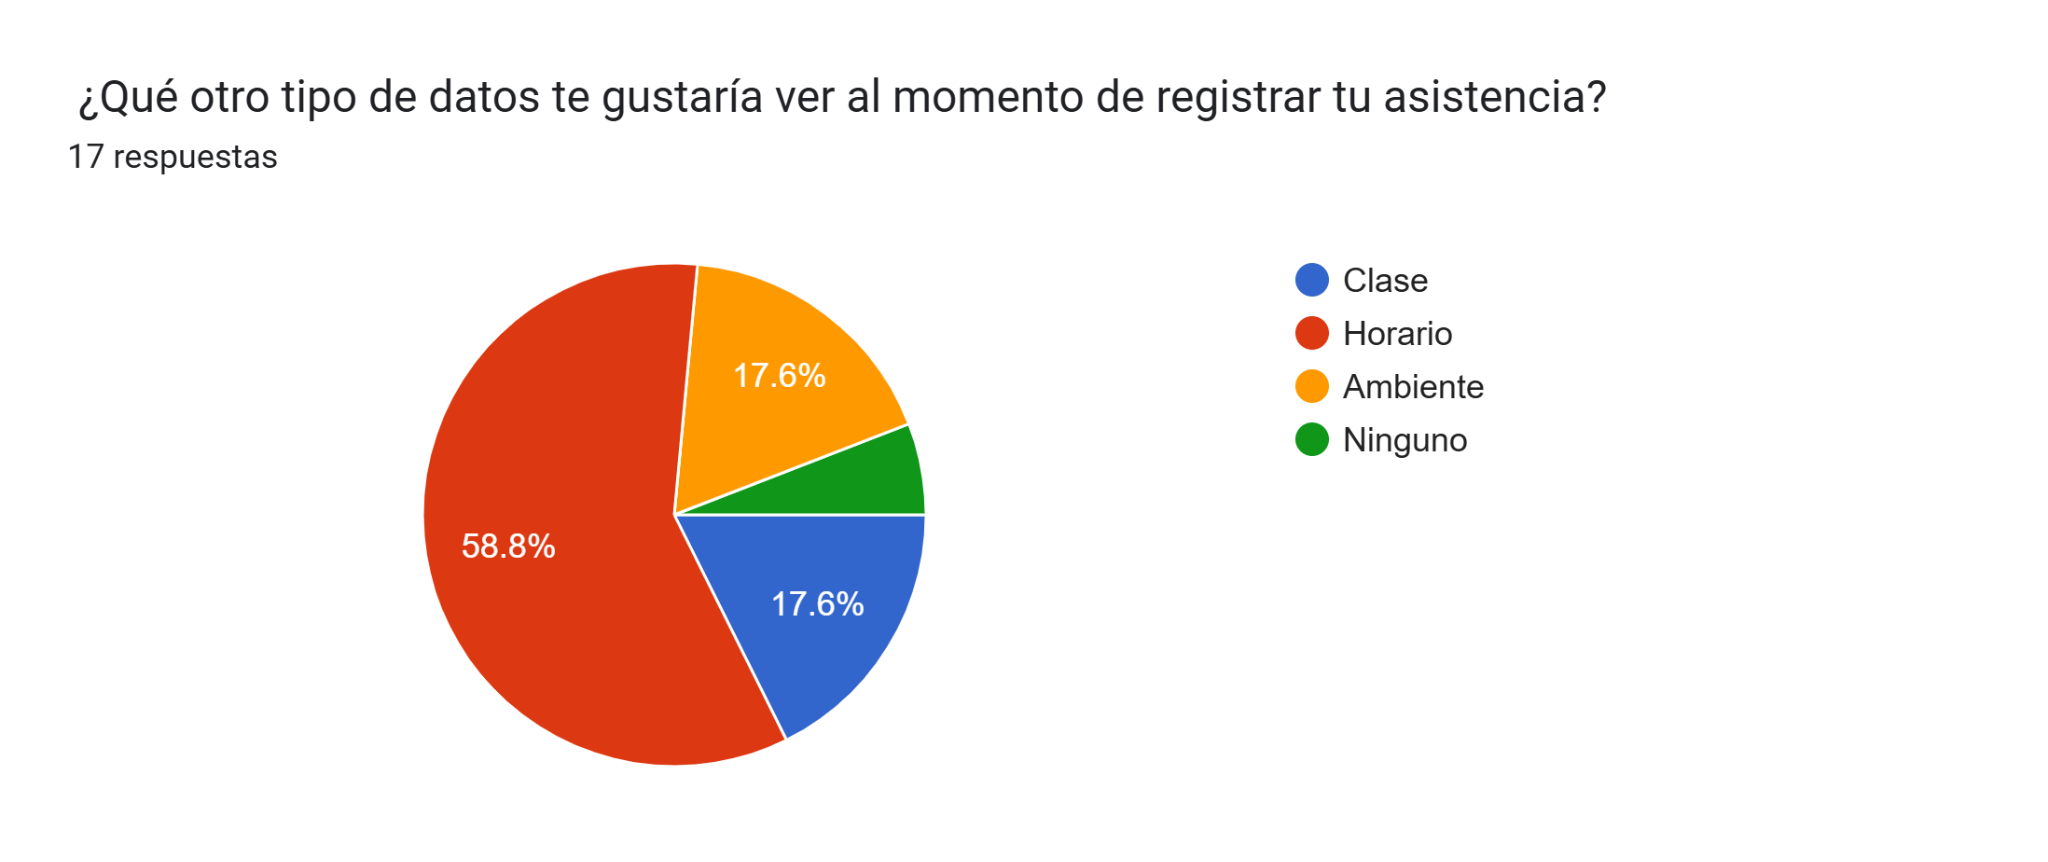 ¿Qué otro tipo de datos te gustaría ver al momento de registrar tu asistencia?
17 respuestas
17.6%
58.8%
17.6%
Clase
Horario
Ambiente
Ninguno